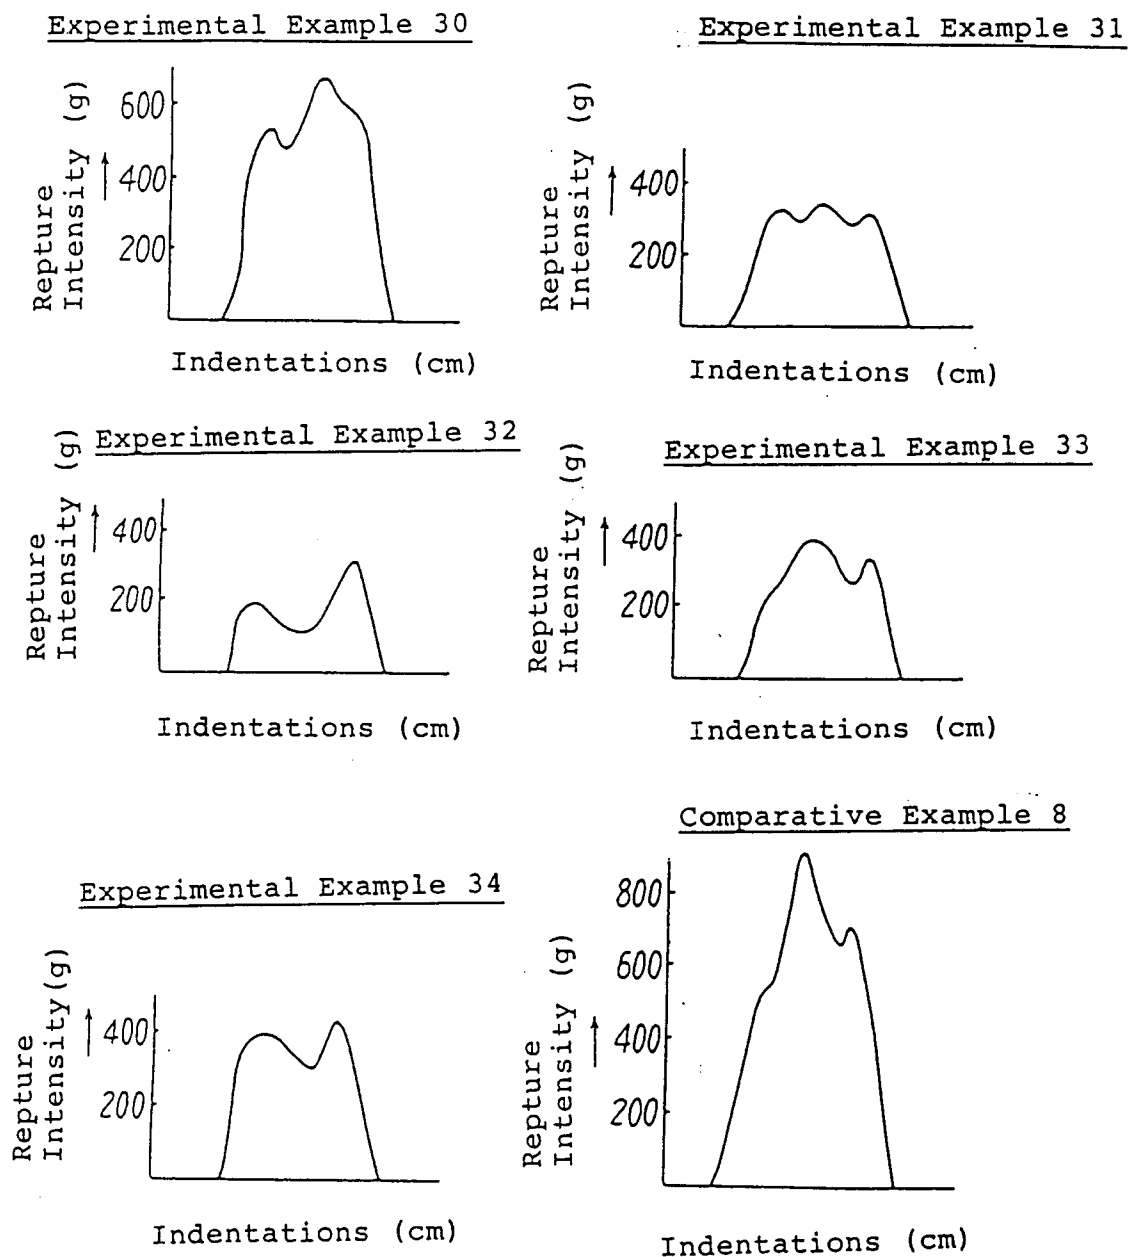 Experimental Example 30
Repture
Intensity (g)
600
400
200
Indentations (cm)
Experimental Example 31
Repture
Intensity (g)
400
200
Indentations (cm)
Experimental Example 32
Repture
Intensity (g)
400
200
Indentations (cm)
Experimental Example 33
Repture
Intensity (g)
400
200
Indentations (cm)
Experimental Example 34
Repture
Intensity (g)
400
200
Indentations (cm)
Comparative Example 8
Repture
Intensity (g)
800
600
400
200
Indentations (cm)